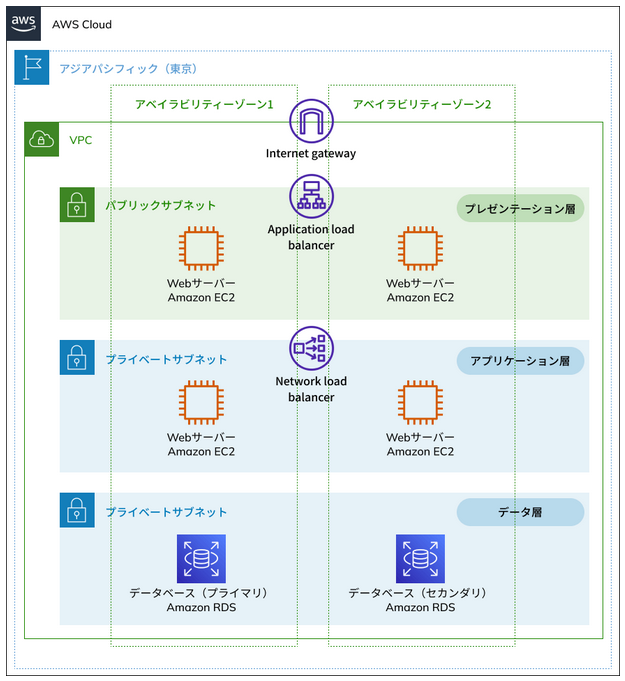 aws
AWS Cloud
アジアパシフィック（東京）
アベイラビリティーゾーン1
アベイラビリティーゾーン2
VPC
Internet gateway
パブリックサブネット
プレゼンテーション層
Application load
balancer
Webサーバー
Amazon EC2
Webサーバー
Amazon EC2
プライベートサブネット
アプリケーション層
Network load
balancer
Webサーバー
Amazon EC2
Webサーバー
Amazon EC2
プライベートサブネット
データ層
データベース（プライマリ）
Amazon RDS
データベース（セカンダリ）
Amazon RDS